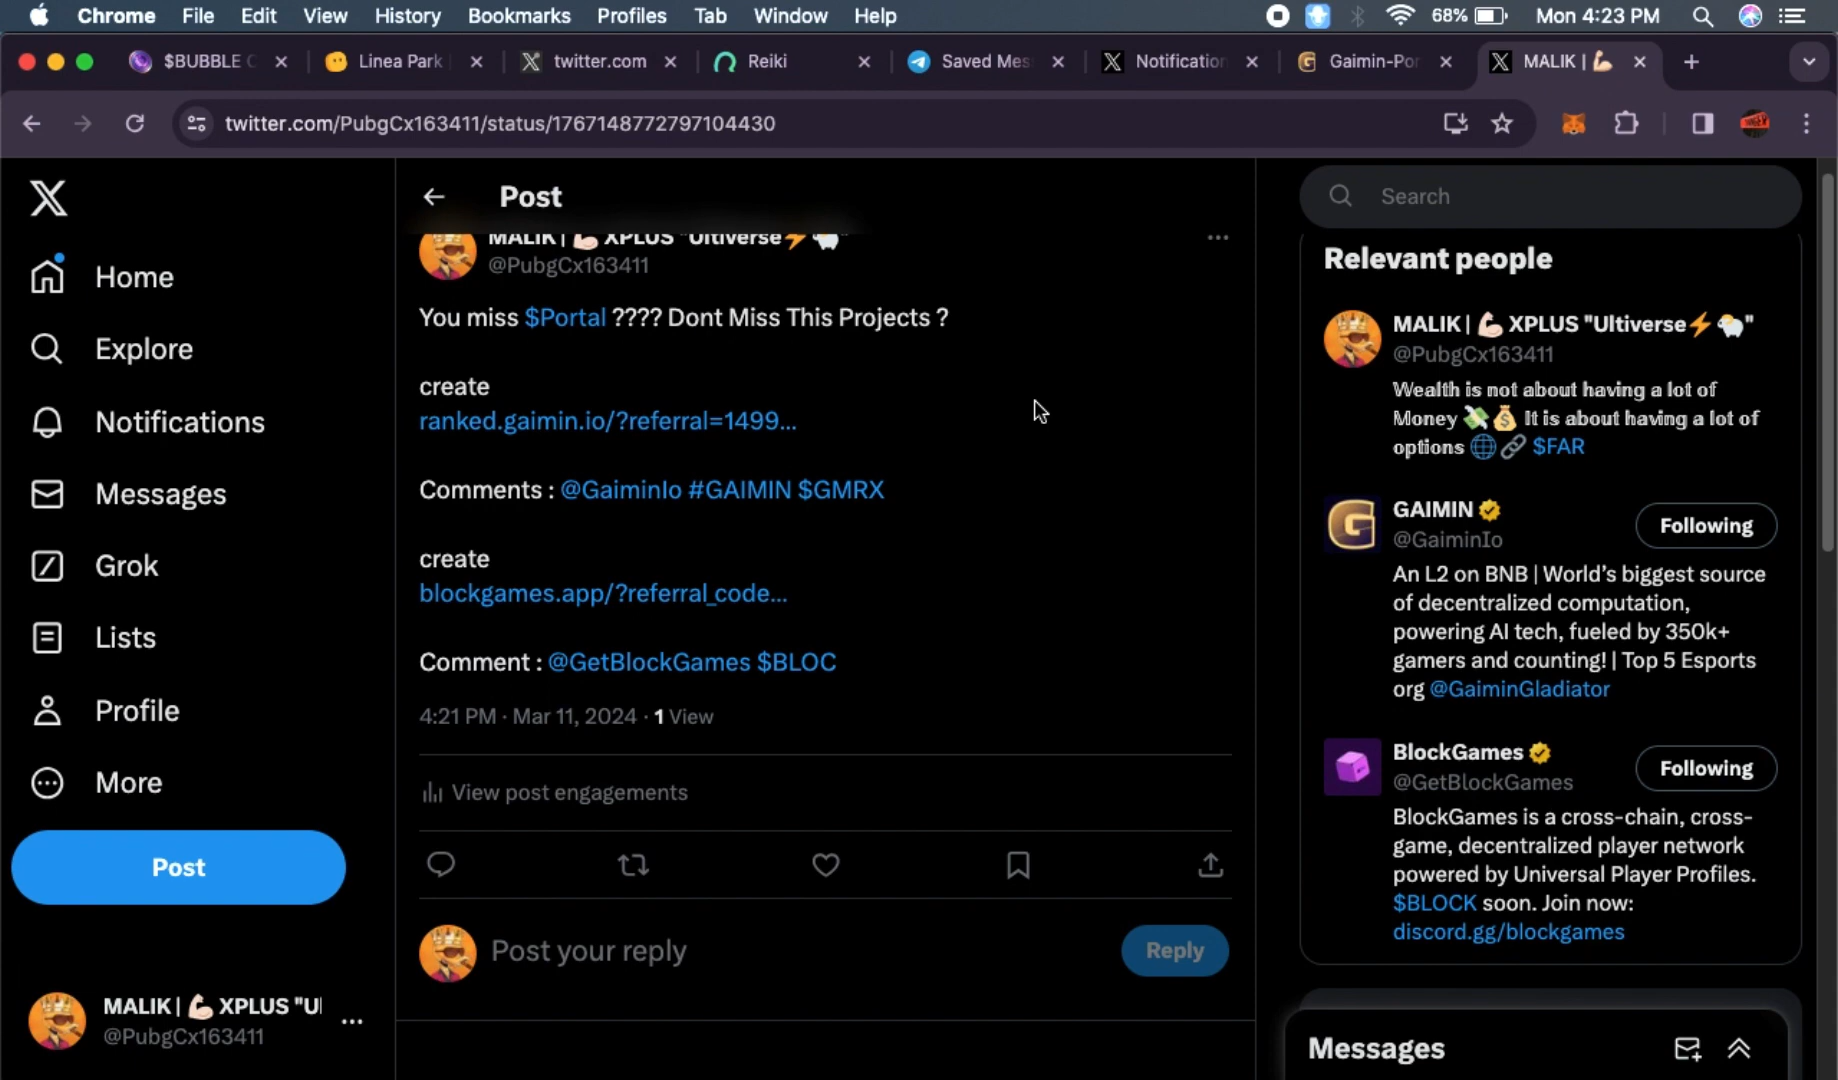 Chrome File Edit View History Bookmarks Profiles Tab Window Help 68% Mon 4:23 PM
$BUBBLE Linea Park twitter.com Reiki Saved Mes Notification Gaimin-Por MALIK | 💪🏻
twitter.com/PubgCx163411/status/1767148772797104430
Home
Explore
Notifications
Messages
Grok
Lists
Profile
More
Post
MALIK | 💪🏻 XPLUS "Ul
@PubgCx163411
Post
MALIK | 💪🏻 XPLUS "Ultiverse⚡🐑"
@PubgCx163411
You miss $Portal ???? Dont Miss This Projects ?
create
ranked.gaimin.io/?referral=1499...
Comments : @GaiminIo #GAIMIN $GMRX
create
blockgames.app/?referral_code...
Comment : @GetBlockGames $BLOC
4:21 PM · Mar 11, 2024 · 1 View
View post engagements
Post your reply
Reply
Search
Relevant people
MALIK | 💪🏻 XPLUS "Ultiverse⚡🐑"
@PubgCx163411
Wealth is not about having a lot of
Money 💸💰 It is about having a lot of
options 🌐🔗 $FAR
GAIMIN
@GaiminIo
Following
An L2 on BNB | World's biggest source
of decentralized computation,
powering AI tech, fueled by 350k+
gamers and counting! | Top 5 Esports
org @GaiminGladiator
BlockGames
@GetBlockGames
Following
BlockGames is a cross-chain, cross-
game, decentralized player network
powered by Universal Player Profiles.
$BLOCK soon. Join now:
discord.gg/blockgames
Messages